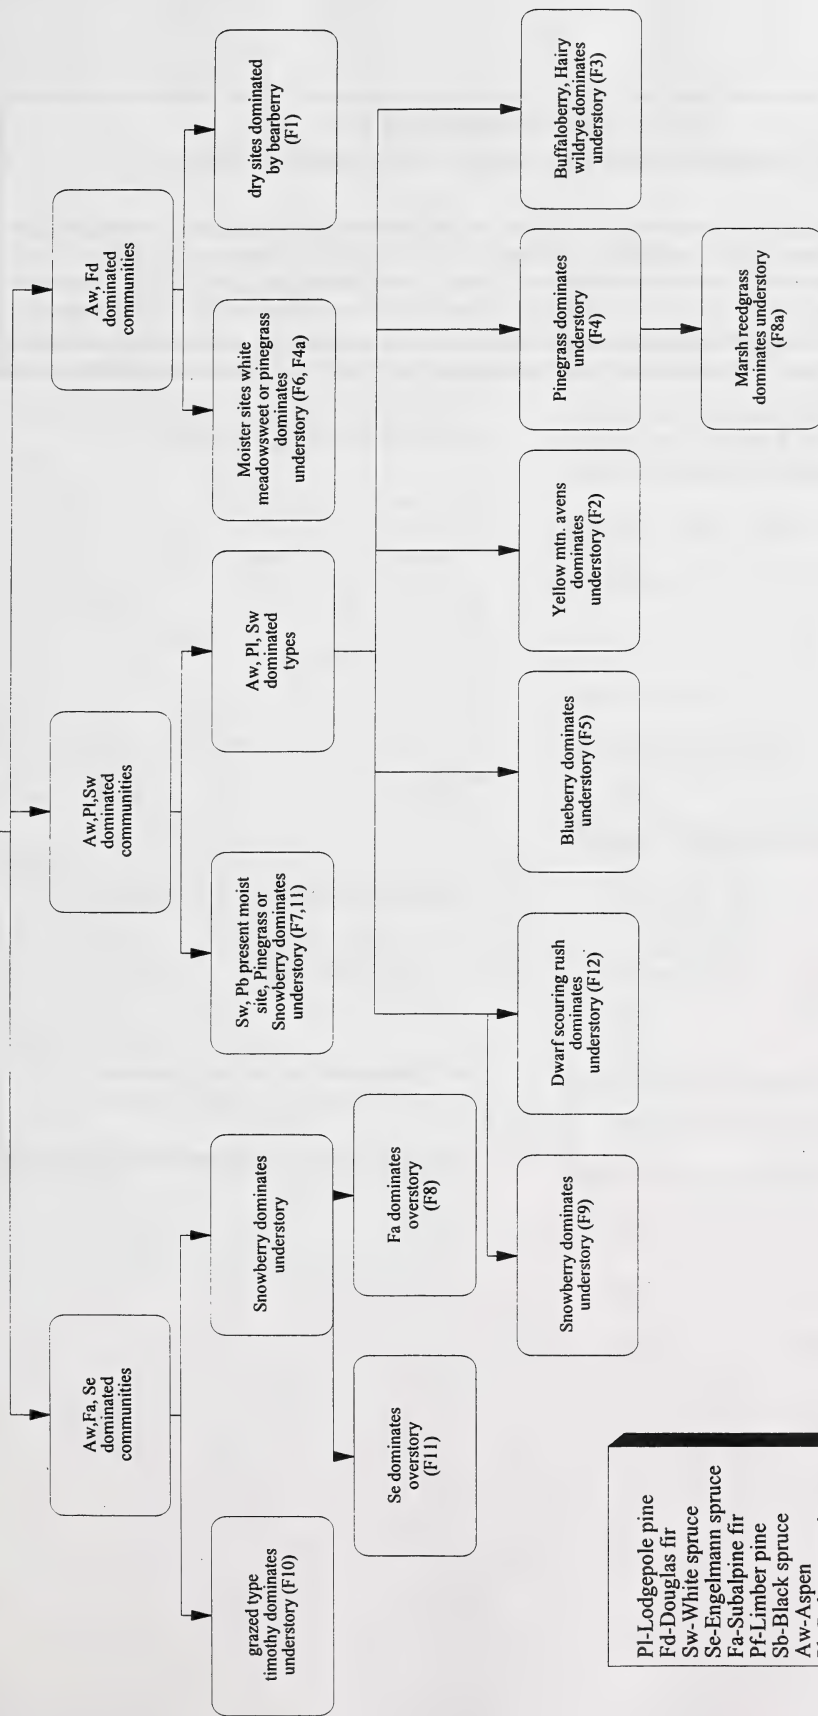 Aw,Fa, Se
dominated
communities
Aw,Pl,Sw
dominated
communities
Aw, Fd
dominated
communities
grazed type
timothy dominates
understory (F10)
Snowberry dominates
understory
Sw, Pb present moist
site, Pinegrass or
Snowberry dominates
understory (F7,11)
Aw, Pl, Sw
dominated
types
Moister sites white
meadowsweet or pinegrass
dominates
understory (F6, F4a)
dry sites dominated
by bearberry
(F1)
Se dominates
overstory
(F11)
Fa dominates
overstory
(F8)
Snowberry dominates
understory (F9)
Dwarf scouring rush
dominates
understory (F12)
Blueberry dominates
understory (F5)
Yellow mtn. avens
dominates
understory (F2)
Pinegrass dominates
understory
(F4)
Buffaloberry, Hairy
wildrye dominates
understory (F3)
Marsh reedgrass
dominates understory
(F8a)
Pl-Lodgepole pine
Fd-Douglas fir
Sw-White spruce
Se-Engelmann spruce
Fa-Subalpine fir
Pf-Limber pine
Sb-Black spruce
Aw-Aspen